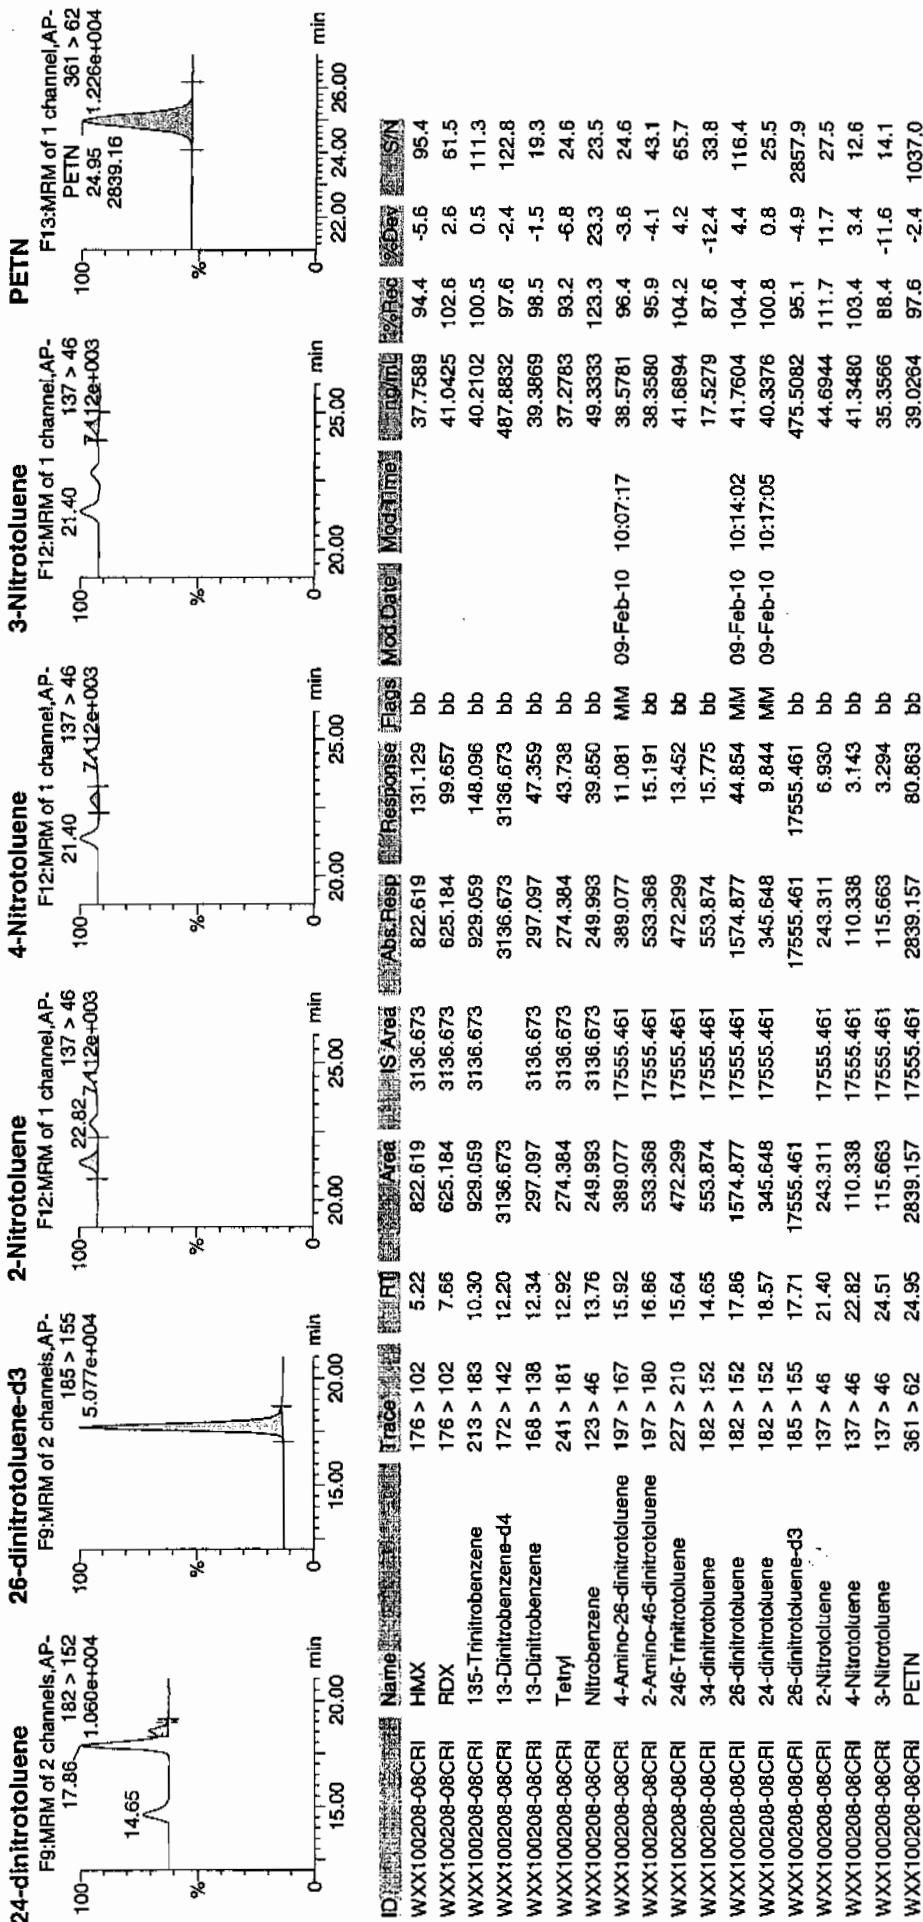 24-dinitrotoluene
F9:MRM of 2 channels,AP-
182 > 152
17.86
1.060e+004
100
14.65
%
0
15.00 20.00 min
26-dinitrotoluene-d3
F9:MRM of 2 channels,AP-
185 > 155
5.077e+004
100
%
0
15.00 20.00 min
2-Nitrotoluene
F12:MRM of 1 channel,AP-
137 > 46
22.82 7.412e+003
100
%
0
20.00 25.00 min
4-Nitrotoluene
F12:MRM of 1 channel,AP-
137 > 46
21.40 7.412e+003
100
%
0
20.00 25.00 min
3-Nitrotoluene
F12:MRM of 1 channel,AP-
137 > 46
21.40 7.412e+003
100
%
0
20.00 25.00 min
PETN
F13:MRM of 1 channel,AP-
PETN 361 > 62
24.95 1.226e+004
2839.16
100
%
0
22.00 24.00 26.00 min
ID Name Trace RT Area IS Area Abs.Resp Response Flags Mod.Date Mod.Time ng/mL %Rec %Dev S/N
WXX100208-08CRI HMX 176 > 102 5.22 822.619 3136.673 822.619 131.129 bb 37.7589 94.4 -5.6 95.4
WXX100208-08CRI RDX 176 > 102 7.66 625.184 3136.673 625.184 99.657 bb 41.0425 102.6 2.6 61.5
WXX100208-08CRI 135-Trinitrobenzene 213 > 183 10.30 929.059 3136.673 929.059 148.096 bb 40.2102 100.5 0.5 111.3
WXX100208-08CRI 13-Dinitrobenzene-d4 172 > 142 12.20 3136.673 3136.673 3136.673 bb 487.8832 97.6 -2.4 122.8
WXX100208-08CRI 13-Dinitrobenzene 168 > 138 12.34 297.097 3136.673 297.097 47.359 bb 39.3869 98.5 -1.5 19.3
WXX100208-08CRI Tetryl 241 > 181 12.92 274.384 3136.673 274.384 43.738 bb 37.2783 93.2 -6.8 24.6
WXX100208-08CRI Nitrobenzene 123 > 46 13.76 249.993 3136.673 249.993 39.850 bb 49.3333 123.3 23.3 23.5
WXX100208-08CRI 4-Amino-26-dinitrotoluene 197 > 167 15.92 389.077 17555.461 389.077 11.081 MM 09-Feb-10 10:07:17 38.5781 96.4 -3.6 24.6
WXX100208-08CRI 2-Amino-46-dinitrotoluene 197 > 180 16.86 533.368 17555.461 533.368 15.191 bb 38.3580 95.9 -4.1 43.1
WXX100208-08CRI 246-Trinitrotoluene 227 > 210 15.64 472.299 17555.461 472.299 13.452 bb 41.6894 104.2 4.2 65.7
WXX100208-08CRI 34-dinitrotoluene 182 > 152 14.65 553.874 17555.461 553.874 15.775 bb 17.5279 87.6 -12.4 33.8
WXX100208-08CRI 26-dinitrotoluene 182 > 152 17.86 1574.877 17555.461 1574.877 44.854 MM 09-Feb-10 10:14:02 41.7604 104.4 4.4 116.4
WXX100208-08CRI 24-dinitrotoluene 182 > 152 18.57 345.648 17555.461 345.648 9.844 MM 09-Feb-10 10:17:05 40.3376 100.8 0.8 25.5
WXX100208-08CRI 26-dinitrotoluene-d3 185 > 155 17.71 17555.461 17555.461 17555.461 bb 475.5082 95.1 -4.9 2857.9
WXX100208-08CRI 2-Nitrotoluene 137 > 46 21.40 243.311 17555.461 243.311 6.930 bb 44.6944 111.7 11.7 27.5
WXX100208-08CRI 4-Nitrotoluene 137 > 46 22.82 110.338 17555.461 110.338 3.143 bb 41.3480 103.4 3.4 12.6
WXX100208-08CRI 3-Nitrotoluene 137 > 46 24.51 115.663 17555.461 115.663 3.294 bb 35.3566 88.4 -11.6 14.1
WXX100208-08CRI PETN 361 > 62 24.95 2839.157 17555.461 2839.157 80.863 bb 39.0264 97.6 -2.4 1037.0